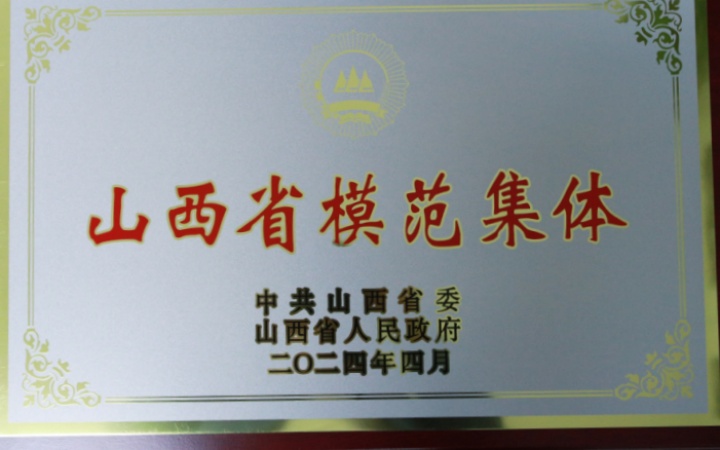 山西省模范集体
中共山西省委
山西省人民政府
二〇二四年四月